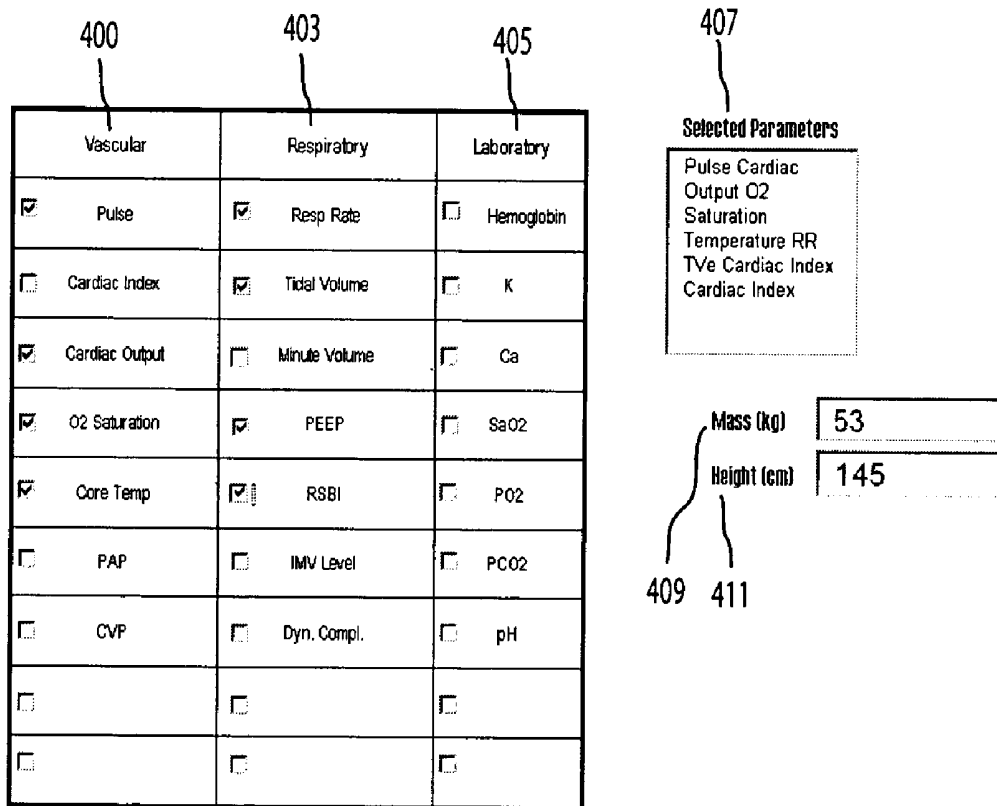 400 403 405 407
Vascular Respiratory Laboratory
Pulse Resp Rate Hemoglobin
Cardiac Index Tidal Volume K
Cardiac Output Minute Volume Ca
O2 Saturation PEEP SaO2
Core Temp RSBI PO2
PAP IMV Level PCO2
CVP Dyn. Compl. pH
Selected Parameters
Pulse Cardiac
Output O2
Saturation
Temperature RR
TVe Cardiac Index
Cardiac Index
Mass (kg) 53
Height (cm) 145
409 411